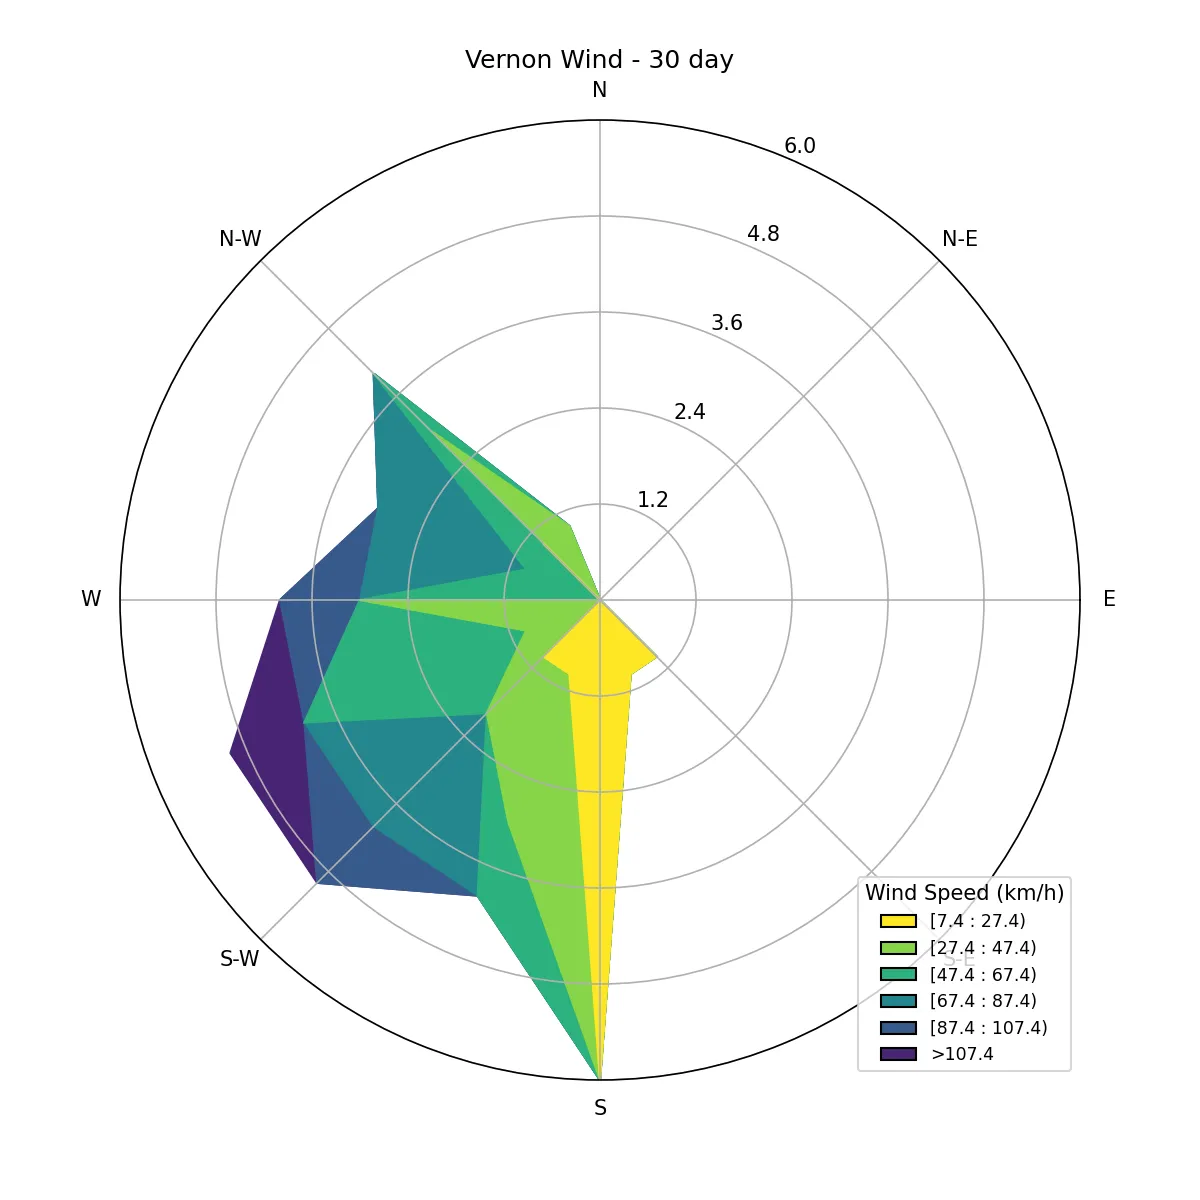 Vernon Wind - 30 day
N
6.0
N-W
4.8
N-E
3.6
2.4
1.2
W
E
S-W
S-E
S
Wind Speed (km/h)
[7.4 : 27.4)
[27.4 : 47.4)
[47.4 : 67.4)
[67.4 : 87.4)
[87.4 : 107.4)
>107.4